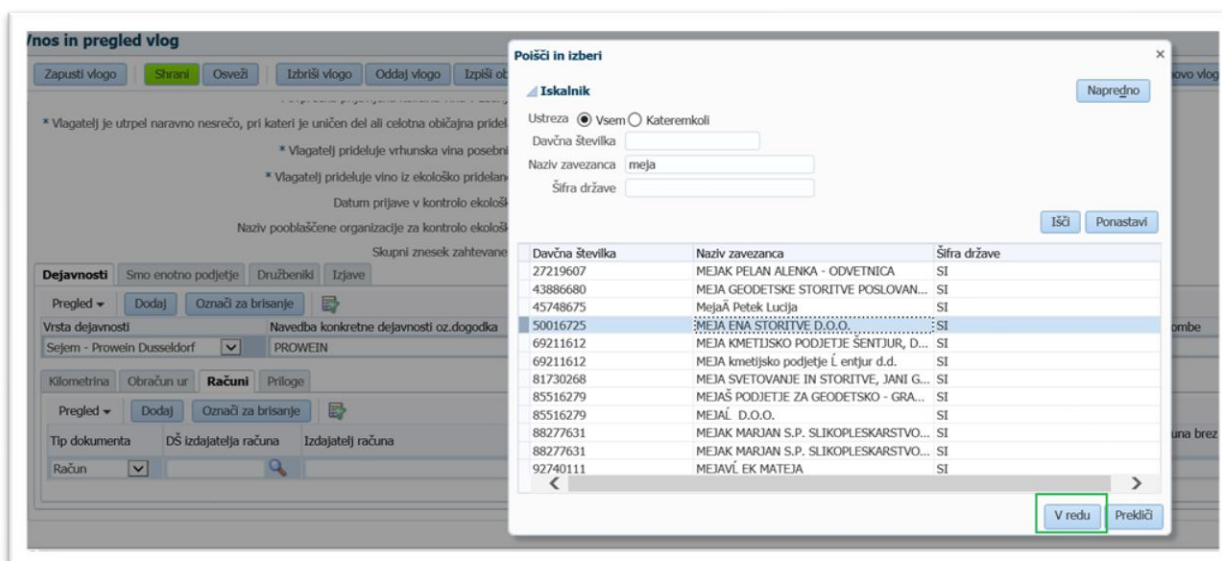 Vnos in pregled vlog
Zapusti vlogo Shrani Osveži Izbriši vlogo Oddaj vlogo Izpiši ob
ovo vlog
* Vlagatelj je utrpel naravno nesrečo, pri kateri je uničen del ali celotna običajna pridel
* Vlagatelj prideluje vrhunska vina posebni
* Vlagatelj prideluje vino iz ekološko pridelan
Datum prijave v kontrolo ekološk
Naziv pooblaščene organizacije za kontrolo ekološk
Skupni znesek zahtevane
Dejavnosti Smo enotno podjetje Družbeniki Izjave
Pregled Dodaj Označi za brisanje
Vrsta dejavnosti Navedba konkretne dejavnosti oz.dogodka
ombe
Sejem - Prowein Dusseldorf PROWEIN
Kilometrina Obračun ur Računi Priloge
Pregled Dodaj Označi za brisanje
Tip dokumenta DŠ izdajatelja računa Izdajatelj računa
una brez
Račun
Poišči in izberi
Iskalnik
Napredno
Ustreza Vsem Kateremkoli
Davčna številka
Naziv zavezanca meja
Šifra države
Išči Ponastavi
Davčna številka Naziv zavezanca Šifra države
27219607 MEJAK PELAN ALENKA - ODVETNICA SI
43886680 MEJA GEODETSKE STORITVE POSLOVAN... SI
45748675 MejaÄ Petek Lucija SI
50016725 MEJA ENA STORITVE D.O.O. SI
69211612 MEJA KMETIJSKO PODJETJE ŠENTJUR, D... SI
69211612 MEJA kmetijsko podjetje Ĺ entjur d.d. SI
81730268 MEJA SVETOVANJE IN STORITVE, JANI G... SI
85516279 MEJAŠ PODJETJE ZA GEODETSKO - GRA... SI
85516279 MEJAĹ D.O.O. SI
88277631 MEJAK MARJAN S.P. SLIKOPLESKARSTVO... SI
88277631 MEJAK MARJAN S.P. SLIKOPLESKARSTVO... SI
92740111 MEJAVĹ EK MATEJA SI
V redu Prekliči